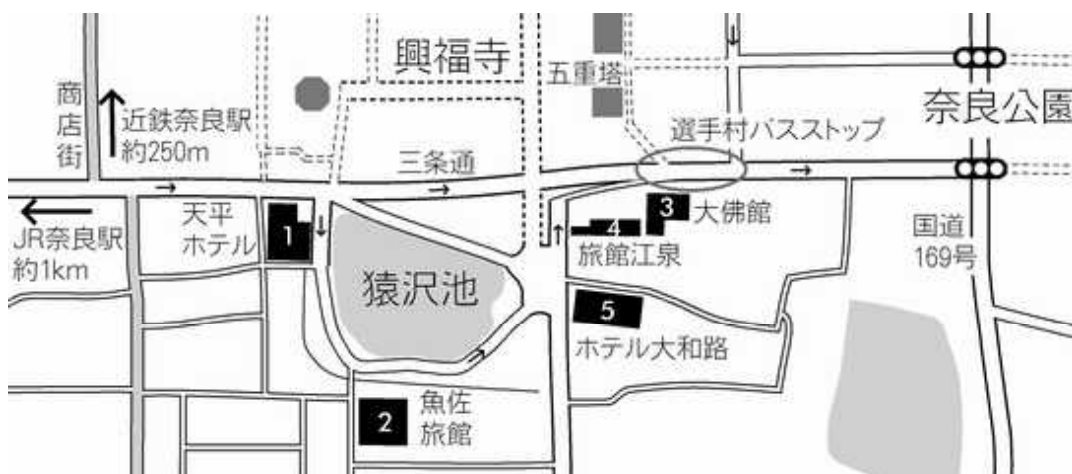 興福寺
五重塔
商店街
近鉄奈良駅
約250m
選手村バスストップ
奈良公園
三条通
JR奈良駅
約1km
天平
ホテル
1
猿沢池
3
大佛館
4
旅館江泉
国道
169号
5
ホテル大和路
2
魚佐
旅館